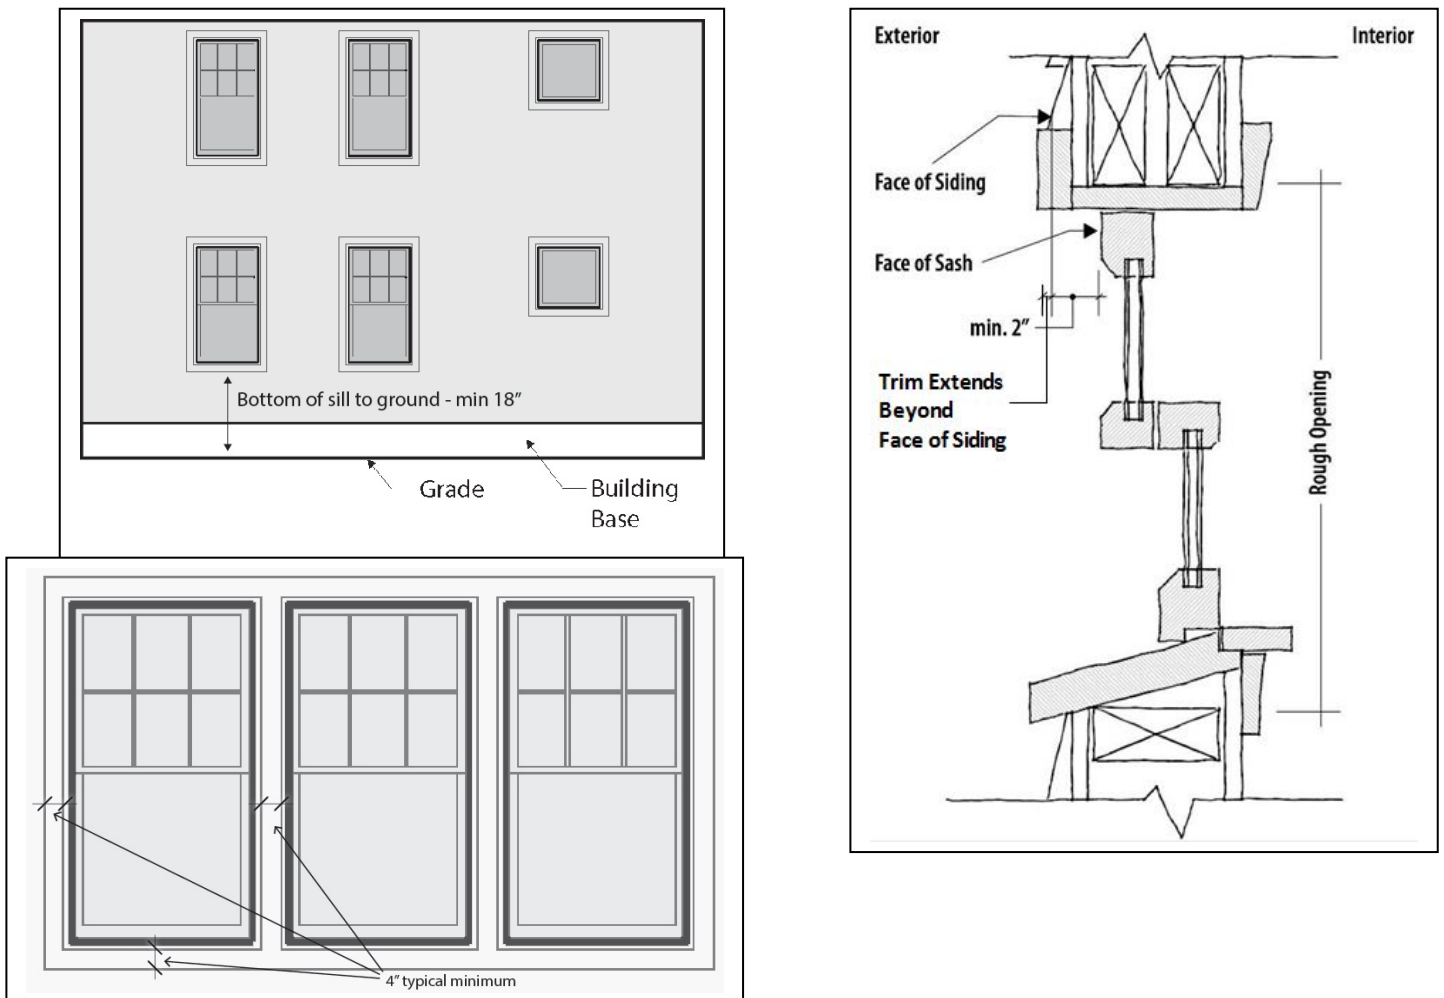 Bottom of sill to ground - min 18”
Grade
Building
Base
4” typical minimum
Exterior
Interior
Face of Siding
Face of Sash
min. 2”
Trim Extends
Beyond
Face of Siding
Rough Opening